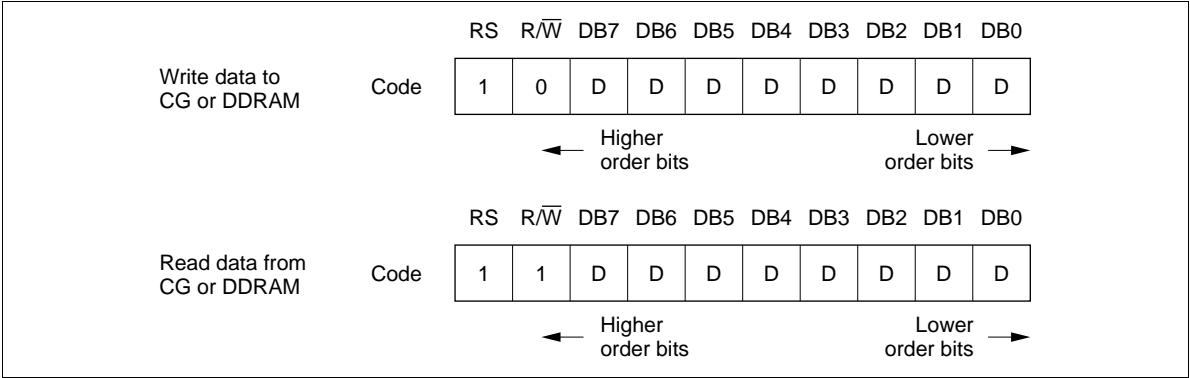 RS R/W̅ DB7 DB6 DB5 DB4 DB3 DB2 DB1 DB0
Write data to
CG or DDRAM
Code 1 0 D D D D D D D D
Higher
order bits
Lower
order bits
RS R/W̅ DB7 DB6 DB5 DB4 DB3 DB2 DB1 DB0
Read data from
CG or DDRAM
Code 1 1 D D D D D D D D
Higher
order bits
Lower
order bits